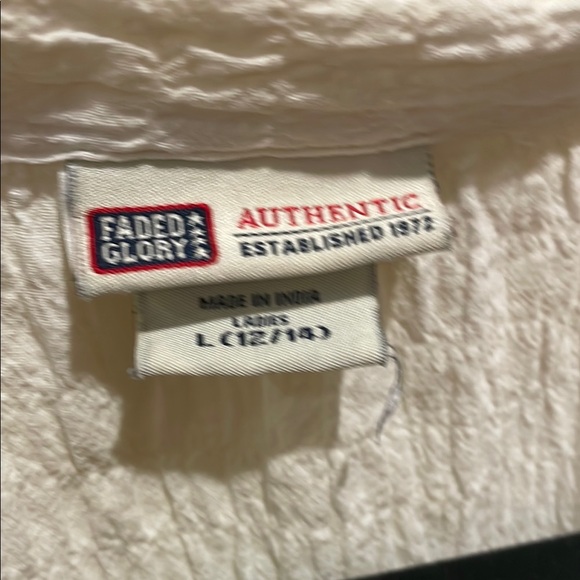 FADED
GLORY
AUTHENTIC
ESTABLISHED 1972
MADE IN INDIA
LADIES
L (12/14)